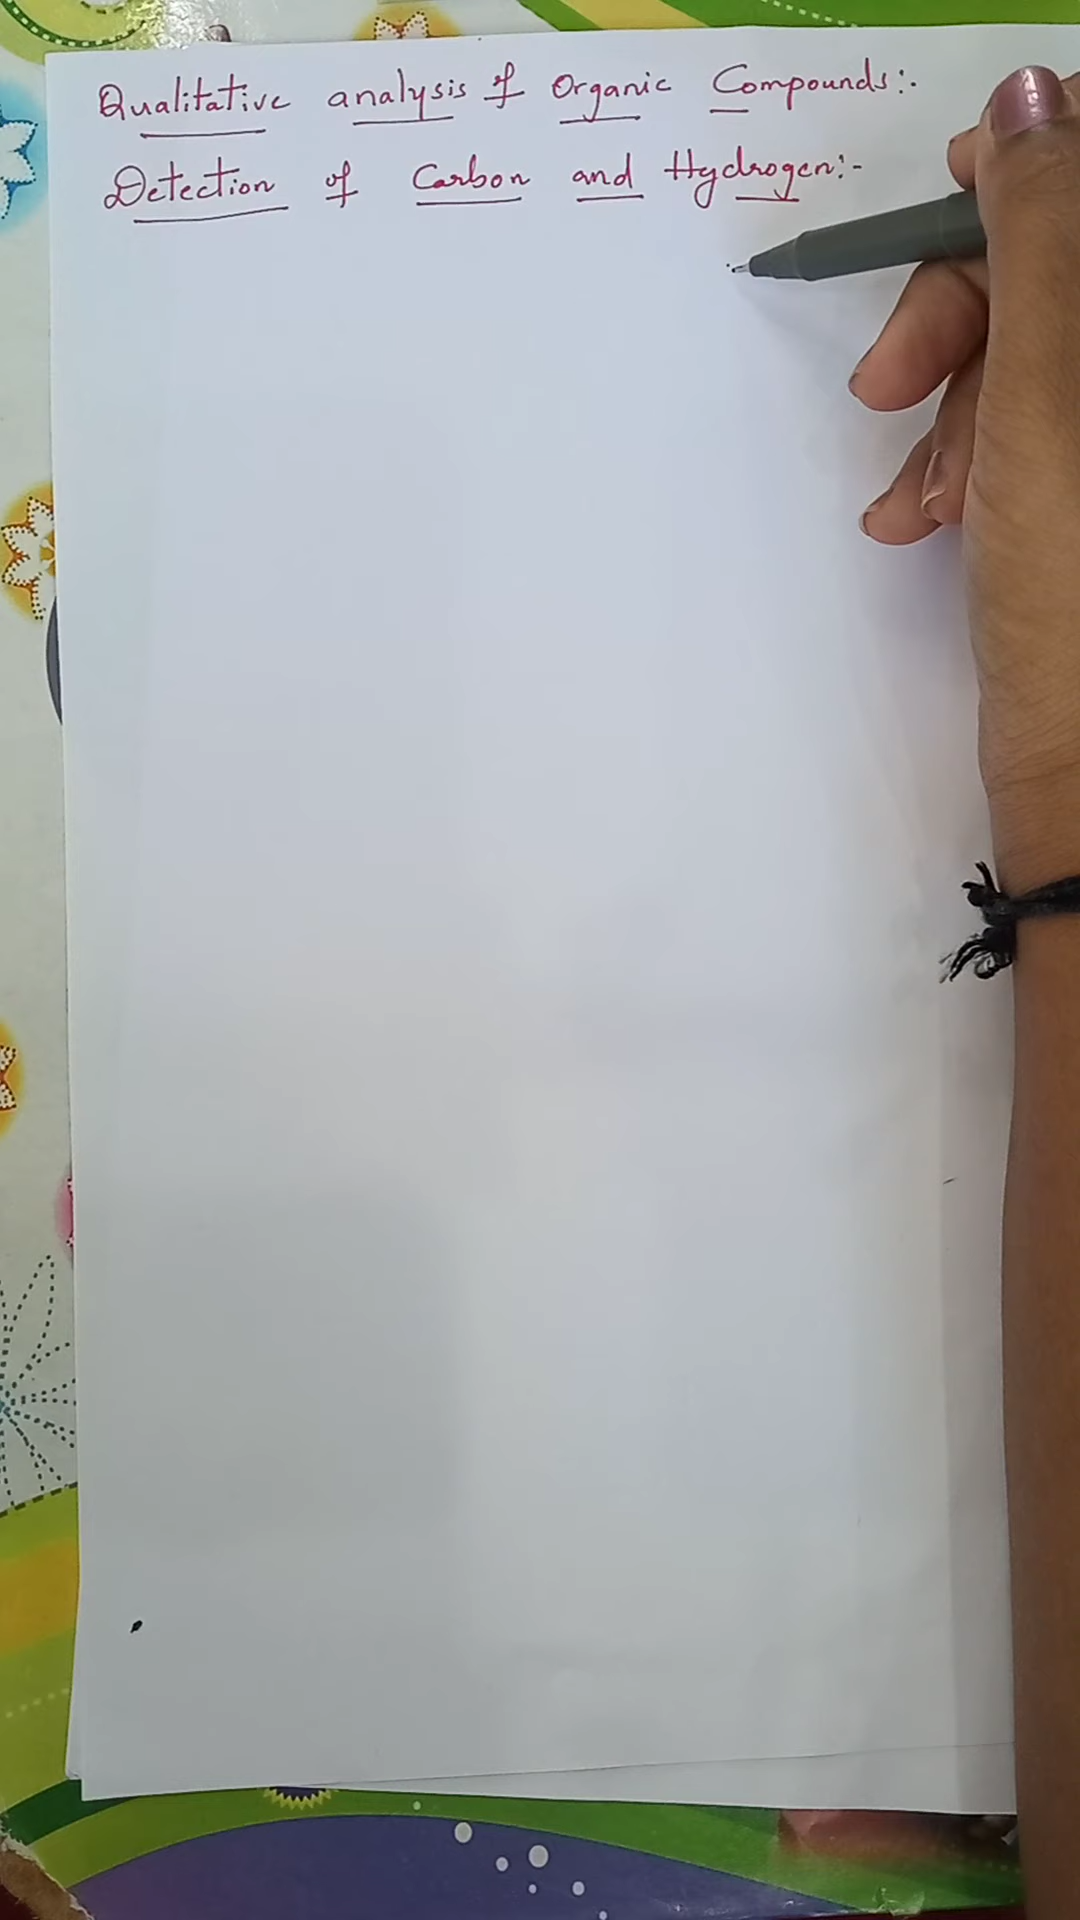 Qualitative analysis of Organic Compounds:-
Detection of Carbon and Hydrogen:-